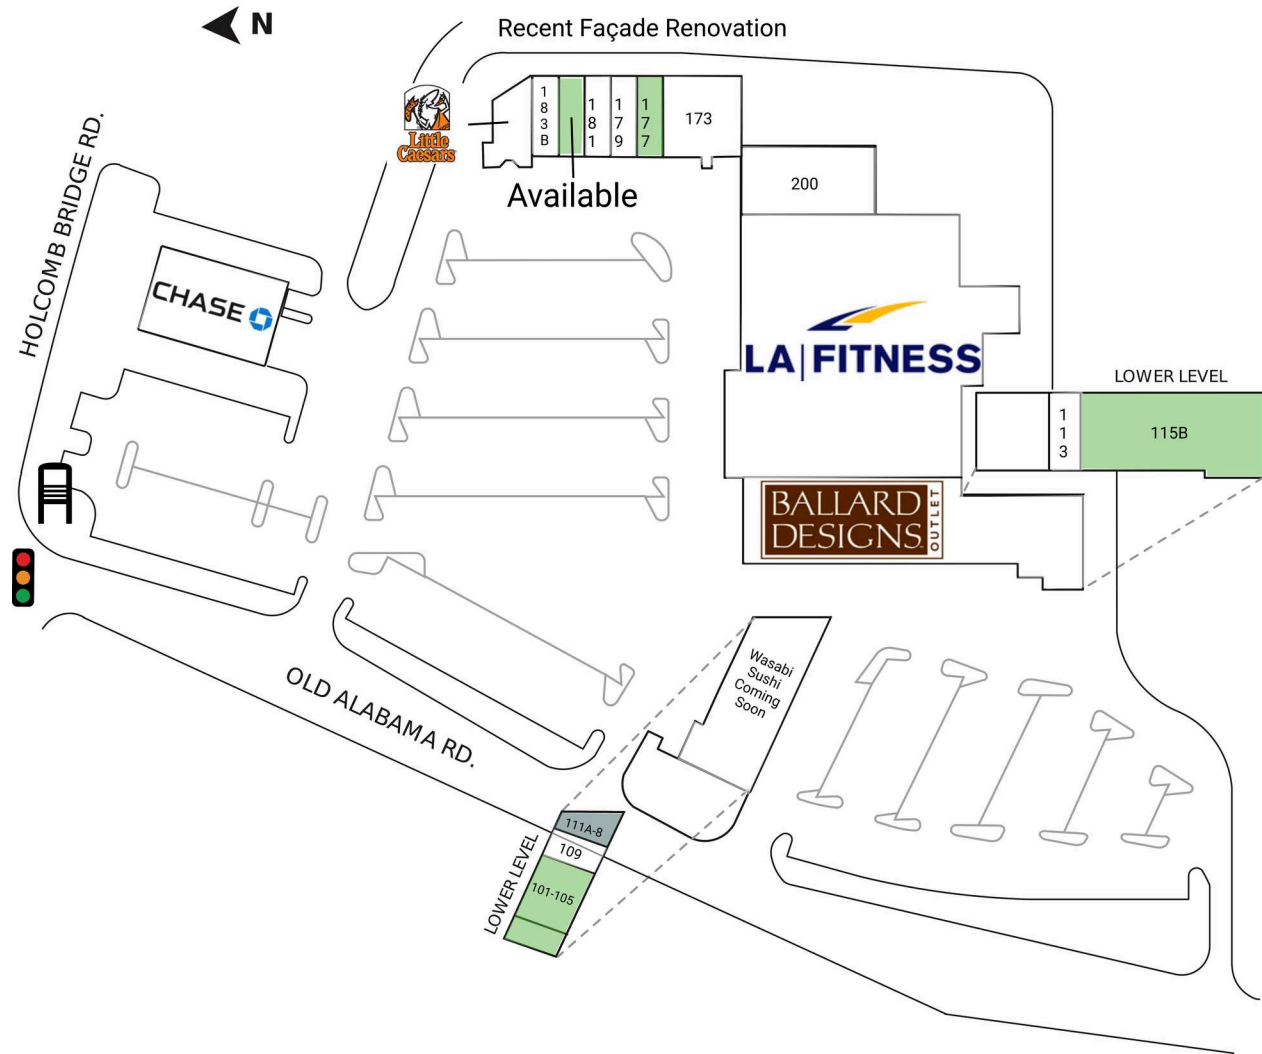 N
Recent Façade Renovation
HOLCOMB BRIDGE RD.
Little
Caesars
183B
181
179
177
173
Available
200
CHASE
LA|FITNESS
LOWER LEVEL
113
115B
BALLARD
DESIGNS
OUTLET
Wasabi
Sushi
Coming
Soon
OLD ALABAMA RD.
LOWER LEVEL
111A-8
109
101-105